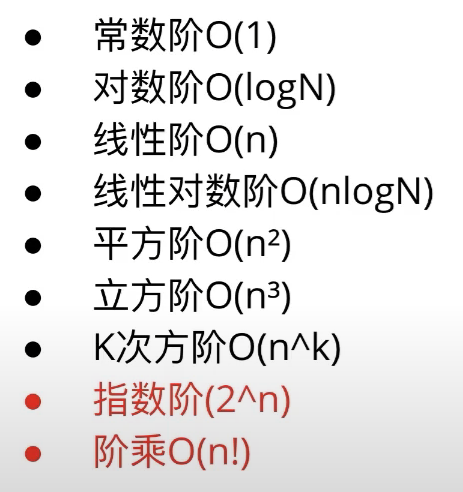 • 常数阶O(1)
• 对数阶O(logN)
• 线性阶O(n)
• 线性对数阶O(nlogN)
• 平方阶O(n²)
• 立方阶O(n³)
• K次方阶O(n^k)
• 指数阶(2^n)
• 阶乘O(n!)